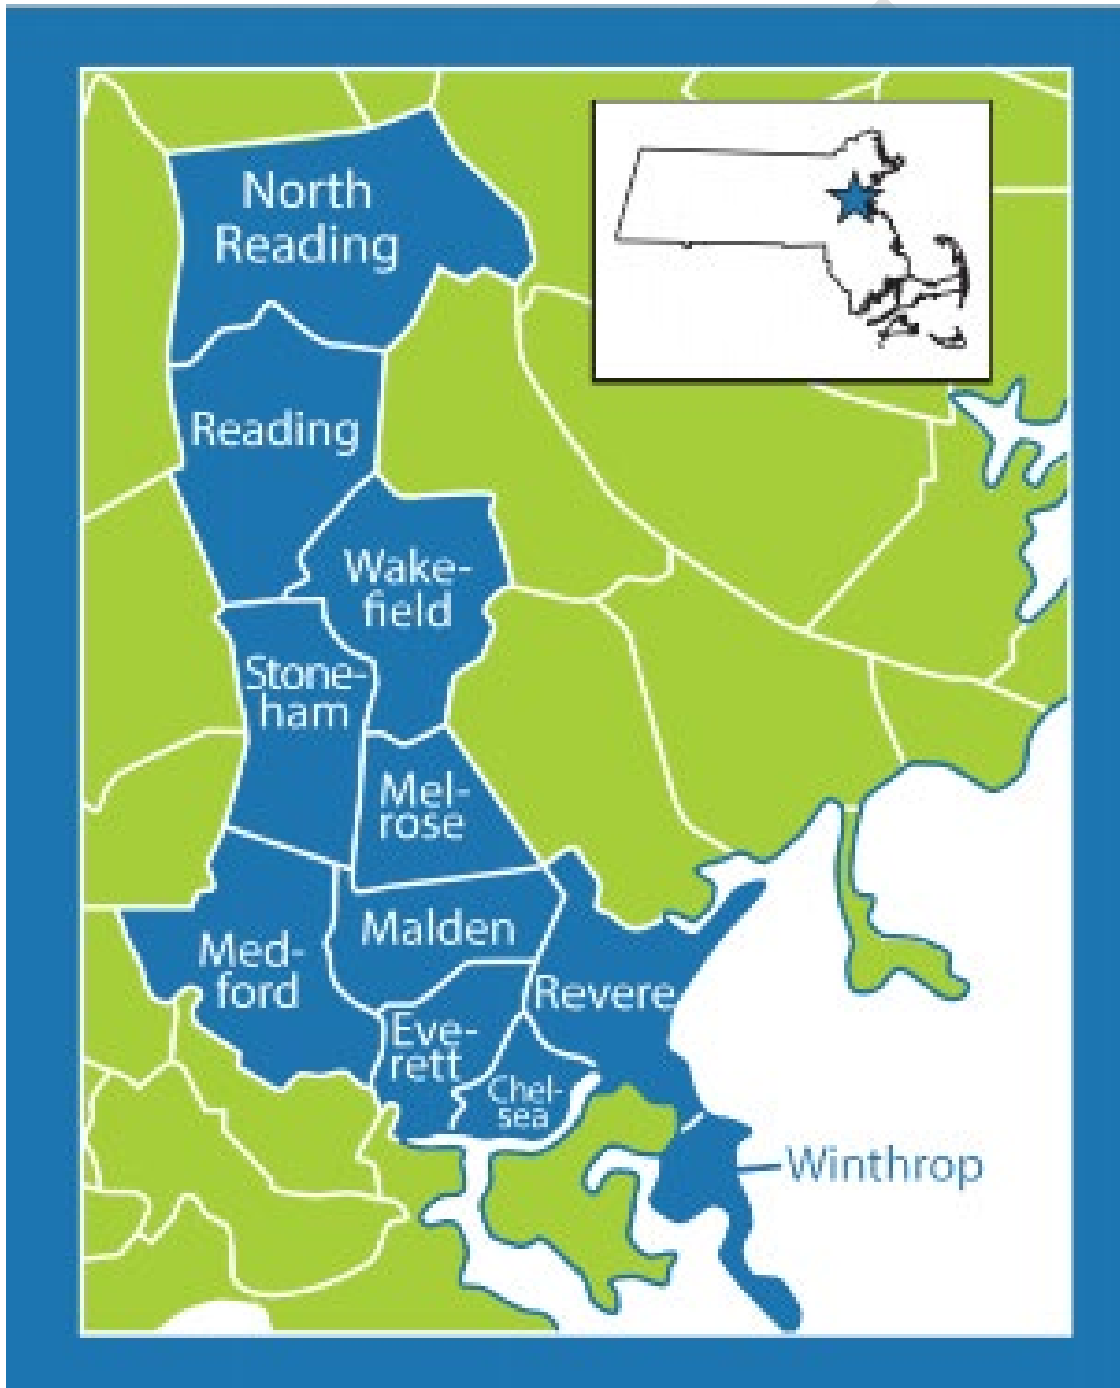 North
Reading
Reading
Wake-
field
Stone-
ham
Mel-
rose
Malden
Med-
ford
Revere
Eve-
rett
Chel-
sea
Winthrop